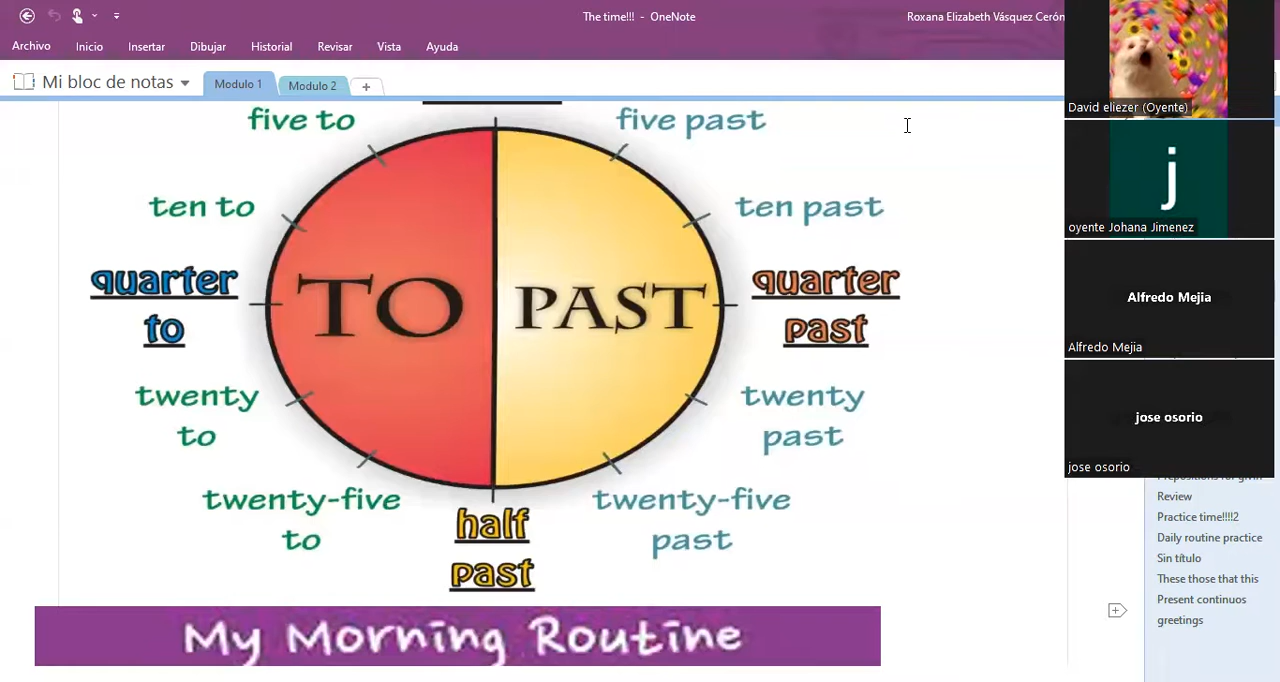 The time!!! - OneNote
Roxana Elizabeth Vásquez Cerón
Archivo Inicio Insertar Dibujar Historial Revisar Vista Ayuda
Mi bloc de notas Modulo 1 Modulo 2
five to
five past
ten to
ten past
quarter
to
quarter
past
TO PAST
twenty
to
twenty
past
twenty-five
to
twenty-five
past
half
past
My Morning Routine
David eliezer (Oyente)
j
oyente Johana Jimenez
Alfredo Mejia
Alfredo Mejia
jose osorio
jose osorio
Review
Practice time!!!!2
Daily routine practice
Sin título
These those that this
Present continuos
greetings